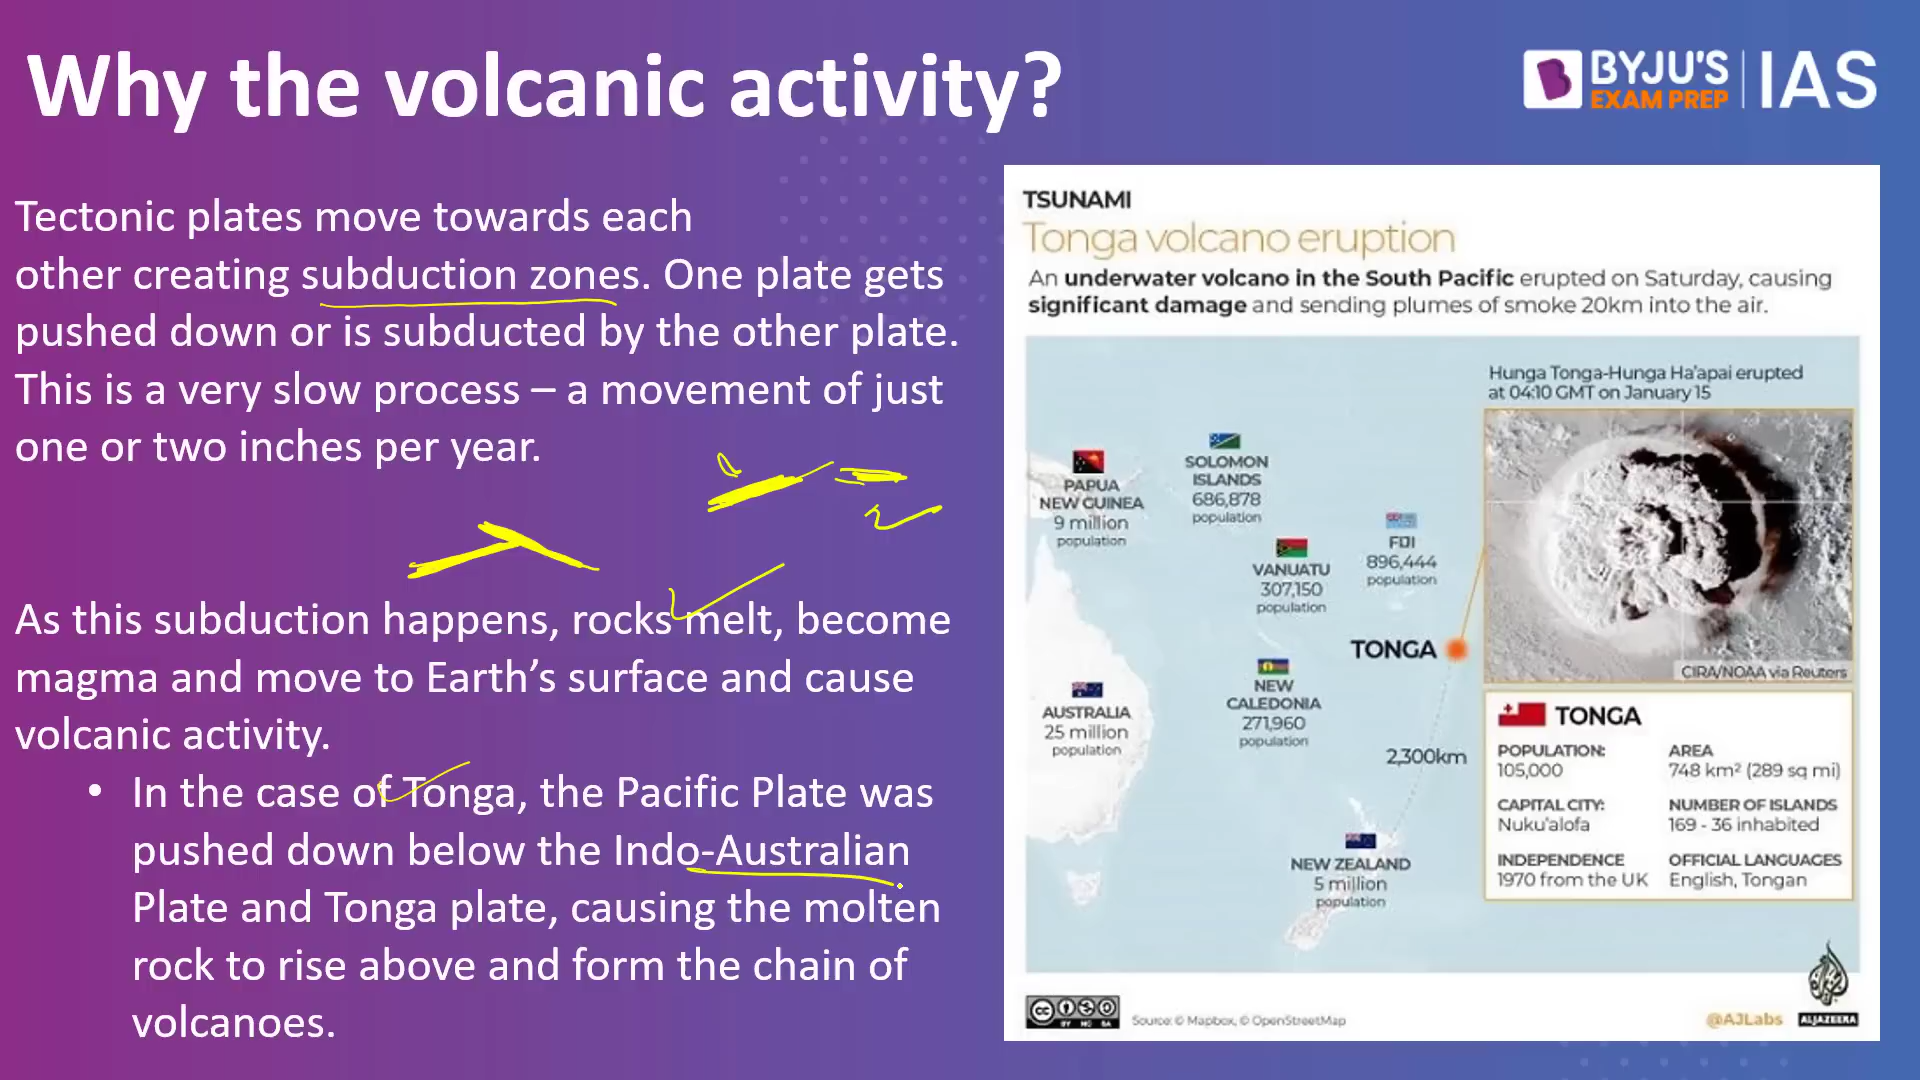 Why the volcanic activity?
BYJU'S
EXAM PREP
IAS
Tectonic plates move towards each
other creating subduction zones. One plate gets
pushed down or is subducted by the other plate.
This is a very slow process – a movement of just
one or two inches per year.
As this subduction happens, rocks melt, become
magma and move to Earth’s surface and cause
volcanic activity.
• In the case of Tonga, the Pacific Plate was
pushed down below the Indo-Australian
Plate and Tonga plate, causing the molten
rock to rise above and form the chain of
volcanoes.
TSUNAMI
Tonga volcano eruption
An underwater volcano in the South Pacific erupted on Saturday, causing
significant damage and sending plumes of smoke 20km into the air.
Hunga Tonga-Hunga Ha'apai erupted
at 04:10 GMT on January 15
CIRA/NOAA via Reuters
PAPUA
NEW GUINEA
9 million
population
SOLOMON
ISLANDS
686,878
population
VANUATU
307,150
population
FIJI
896,444
population
TONGA
AUSTRALIA
25 million
population
NEW
CALEDONIA
271,960
population
2,300km
NEW ZEALAND
5 million
population
TONGA
POPULATION:
105,000
AREA
748 km² (289 sq mi)
CAPITAL CITY:
Nuku'alofa
NUMBER OF ISLANDS
169 - 36 inhabited
INDEPENDENCE
1970 from the UK
OFFICIAL LANGUAGES
English, Tongan
cc
BY NC SA
Source: © Mapbox, © OpenStreetMap
@AJLabs
ALJAZEERA